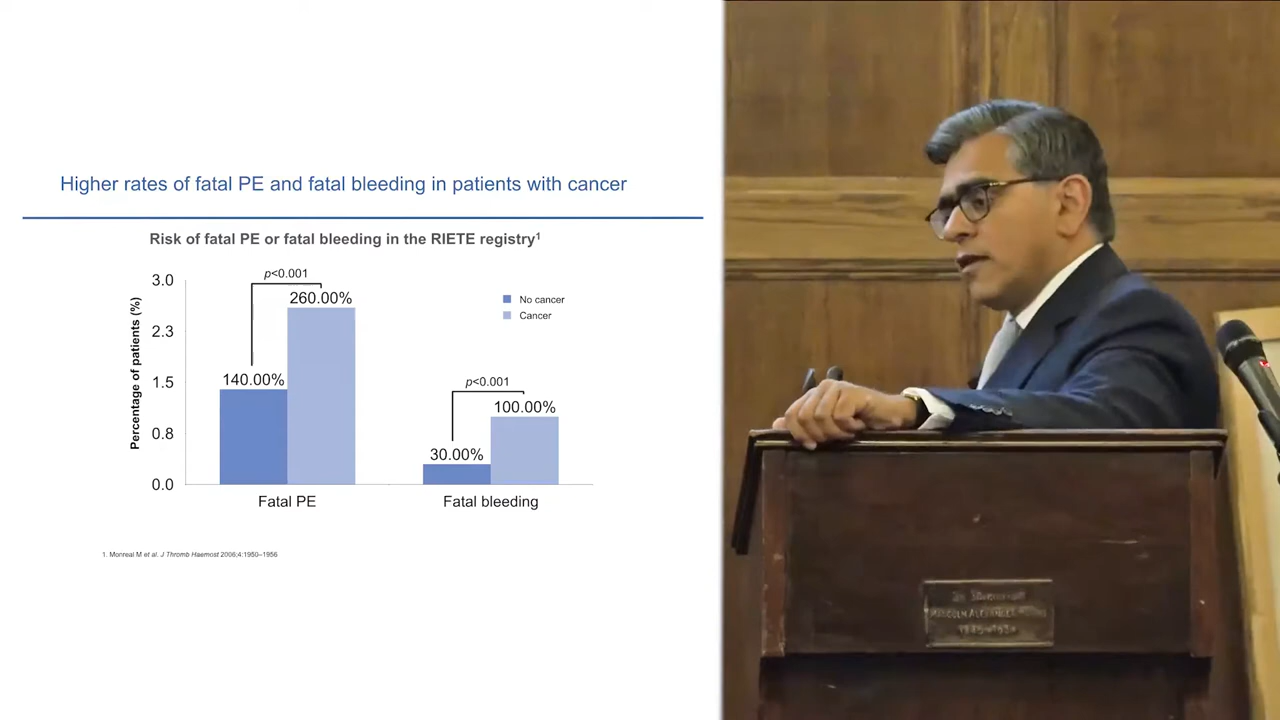 Higher rates of fatal PE and fatal bleeding in patients with cancer
Risk of fatal PE or fatal bleeding in the RIETE registry1
Percentage of patients (%)
3.0
2.3
1.5
0.8
0.0
p<0.001
260.00%
140.00%
p<0.001
100.00%
30.00%
No cancer
Cancer
Fatal PE
Fatal bleeding
1. Monreal M et al. J Thromb Haemost 2006;4:1950–1956
MALCOLM ALEXANDER